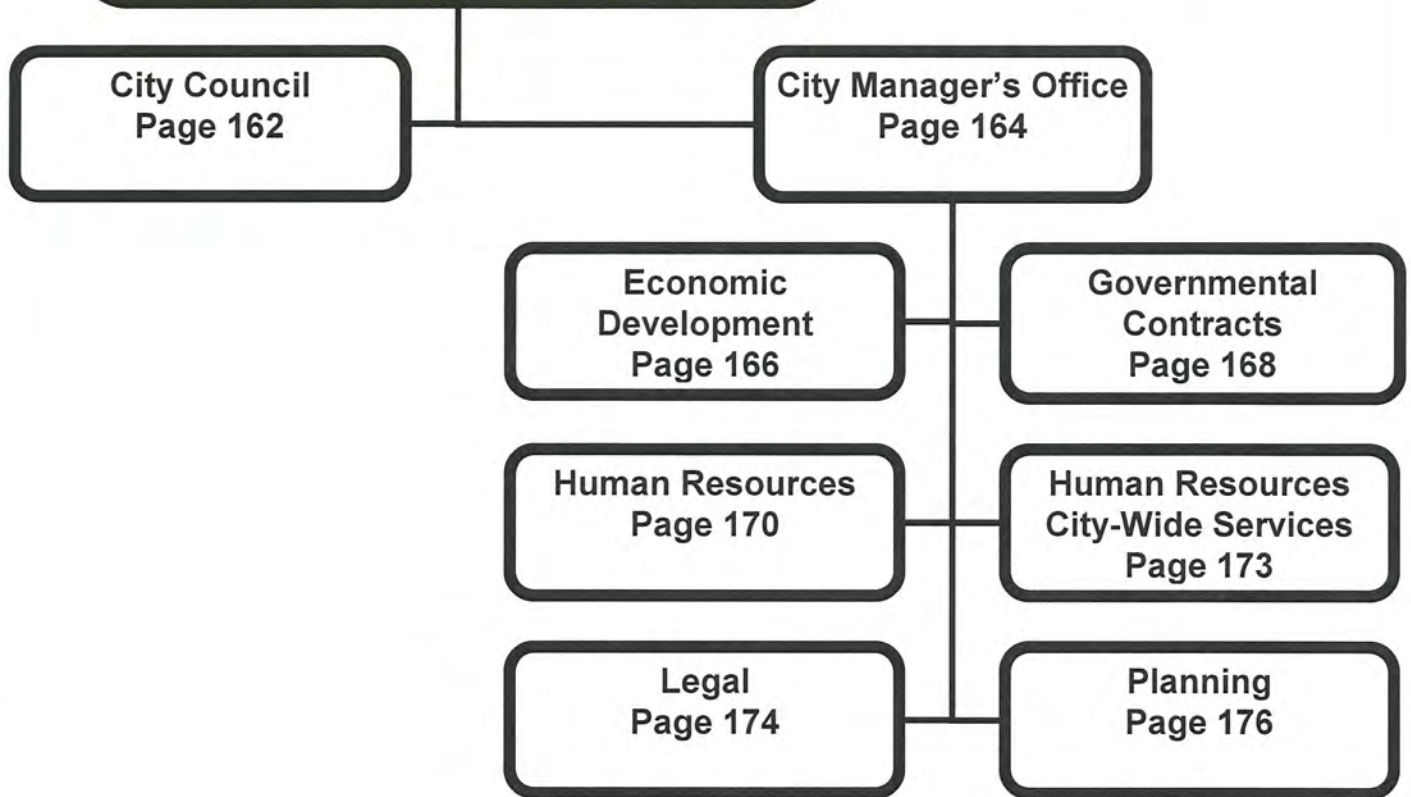 City Council
Page 162
City Manager’s Office
Page 164
Economic
Development
Page 166
Governmental
Contracts
Page 168
Human Resources
Page 170
Human Resources
City-Wide Services
Page 173
Legal
Page 174
Planning
Page 176